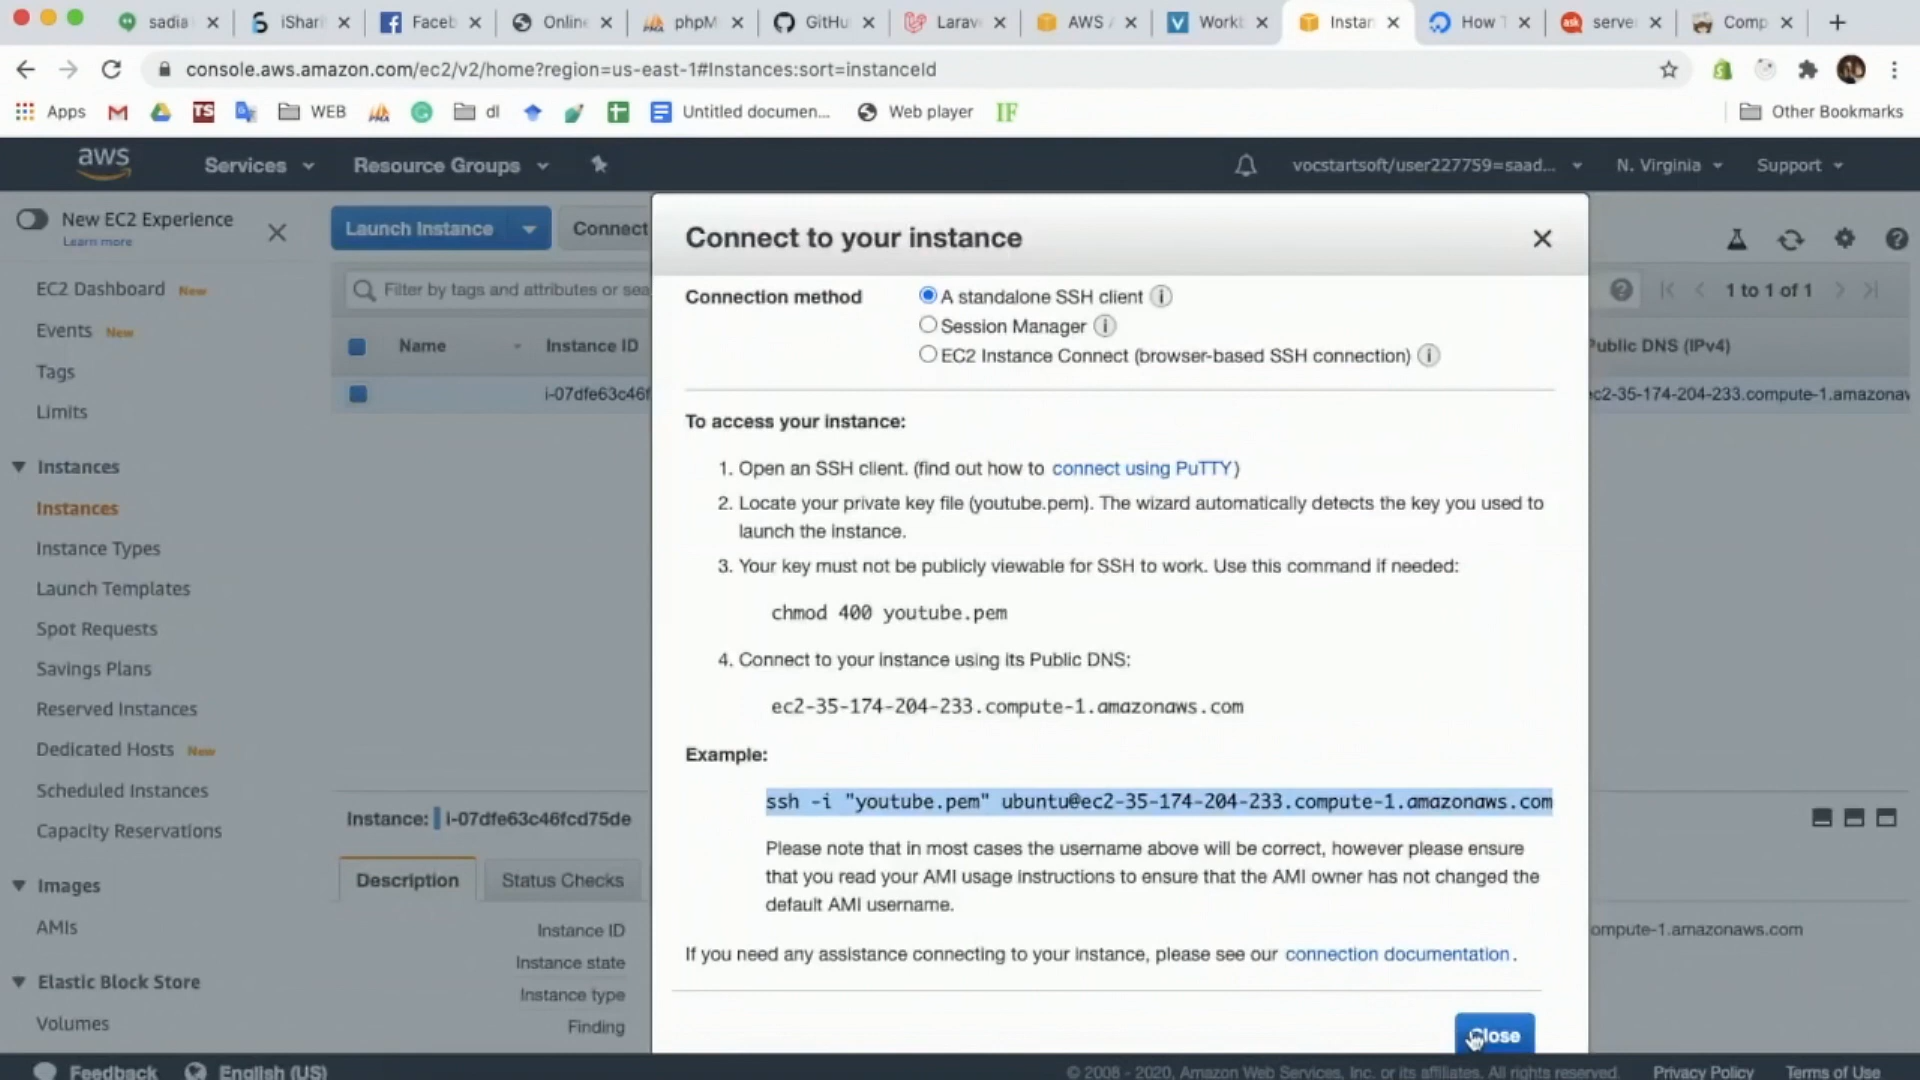 sadia
iShari
Faceb
Online
phpM
GitHu
Larav
AWS A
Workb
Instan
How T
ask
server
Comp
console.aws.amazon.com/ec2/v2/home?region=us-east-1#Instances:sort=instanceId
Apps
TS
WEB
dl
Untitled documen...
Web player
IF
Other Bookmarks
aws
Services
Resource Groups
vocstartsoft/user227759=saad...
N. Virginia
Support
New EC2 Experience
Learn more
EC2 Dashboard New
Events New
Tags
Limits
Instances
Instances
Instance Types
Launch Templates
Spot Requests
Savings Plans
Reserved Instances
Dedicated Hosts New
Scheduled Instances
Capacity Reservations
Images
AMIs
Elastic Block Store
Volumes
Launch Instance
Connect
Filter by tags and attributes or sea
1 to 1 of 1
Name
Instance ID
Public DNS (IPv4)
i-07dfe63c46f
ec2-35-174-204-233.compute-1.amazonaw
Connect to your instance
Connection method
A standalone SSH client
Session Manager
EC2 Instance Connect (browser-based SSH connection)
To access your instance:
1. Open an SSH client. (find out how to connect using PuTTY)
2. Locate your private key file (youtube.pem). The wizard automatically detects the key you used to
launch the instance.
3. Your key must not be publicly viewable for SSH to work. Use this command if needed:
chmod 400 youtube.pem
4. Connect to your instance using its Public DNS:
ec2-35-174-204-233.compute-1.amazonaws.com
Example:
ssh -i "youtube.pem" ubuntu@ec2-35-174-204-233.compute-1.amazonaws.com
Please note that in most cases the username above will be correct, however please ensure
that you read your AMI usage instructions to ensure that the AMI owner has not changed the
default AMI username.
If you need any assistance connecting to your instance, please see our connection documentation.
Close
Instance: i-07dfe63c46fcd75de
Description
Status Checks
Instance ID
Instance state
Instance type
Finding
ompute-1.amazonaws.com
Feedback
English (US)
© 2008 - 2020, Amazon Web Services, Inc. or its affiliates. All rights reserved.
Privacy Policy
Terms of Use